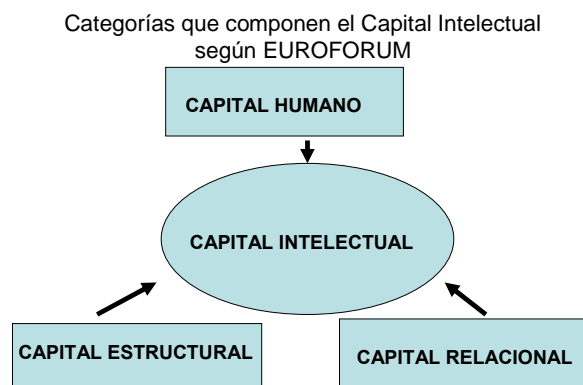 Categorías que componen el Capital Intelectual
según EUROFORUM
CAPITAL HUMANO
CAPITAL INTELECTUAL
CAPITAL ESTRUCTURAL
CAPITAL RELACIONAL